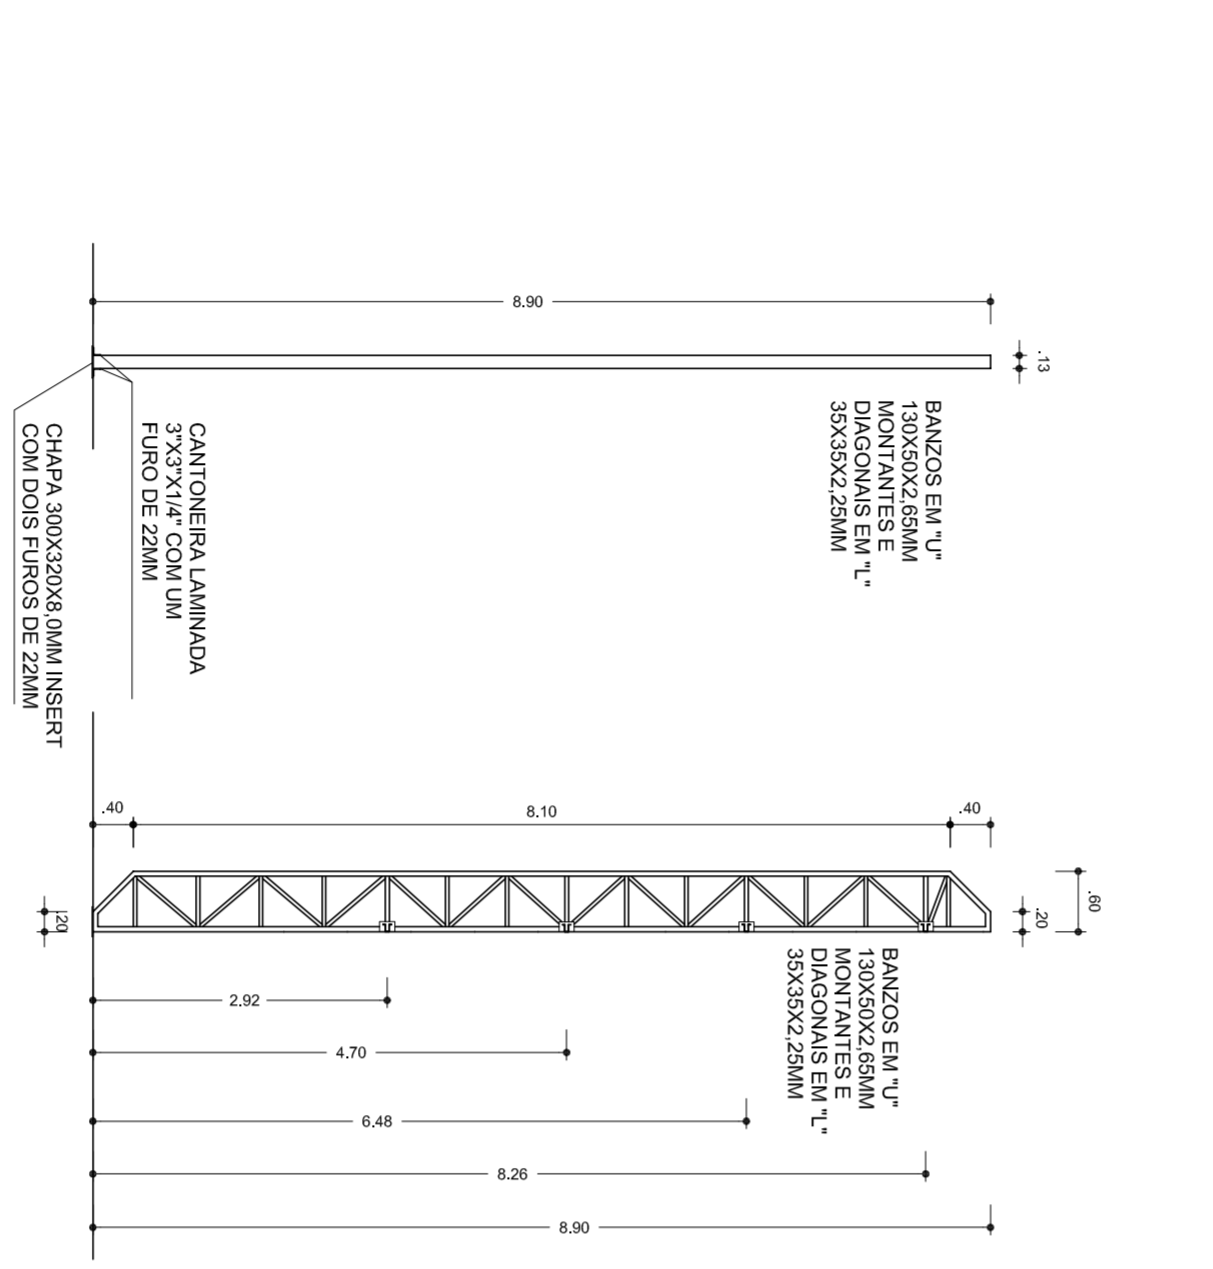 8.90
.13
BANZOS EM "U"
130X50X2,65MM
MONTANTES E
DIAGONAIS EM "L"
35X35X2,25MM
CANTONEIRA LAMINADA
3"X3"X1/4" COM UM
FURO DE 22MM
CHAPA 300X320X8,0MM INSERT
COM DOIS FUROS DE 22MM
.40
8.10
.40
.20
.60
.20
BANZOS EM "U"
130X50X2,65MM
MONTANTES E
DIAGONAIS EM "L"
35X35X2,25MM
2.92
4.70
6.48
8.26
8.90